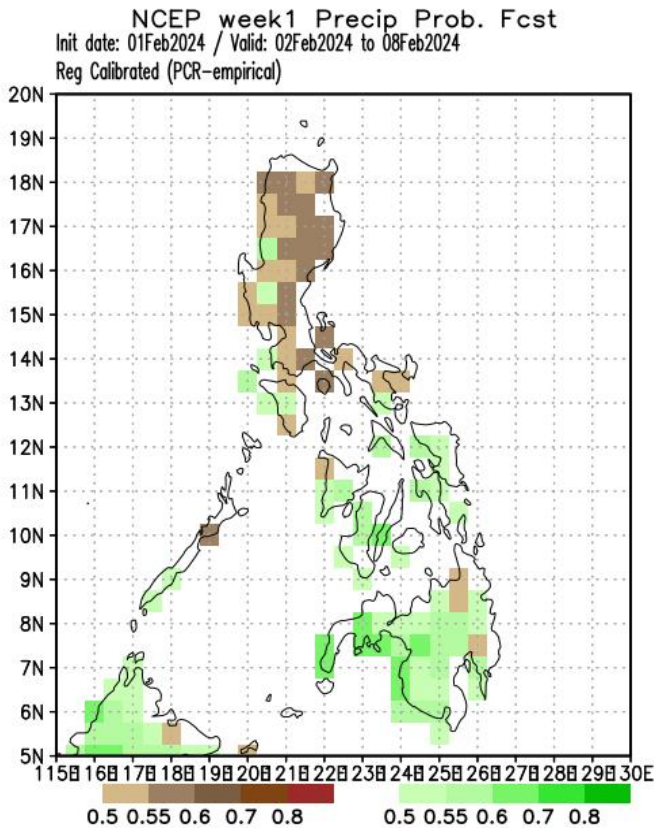 NCEP week1 Precip Prob. Fcst
Init date: 01Feb2024 / Valid: 02Feb2024 to 08Feb2024
Reg Calibrated (PCR-empirical)
20N
19N
18N
17N
16N
15N
14N
13N
12N
11N
10N
9N
8N
7N
6N
5N
0.5 0.55 0.6 0.7 0.8
0.5 0.55 0.6 0.7 0.8